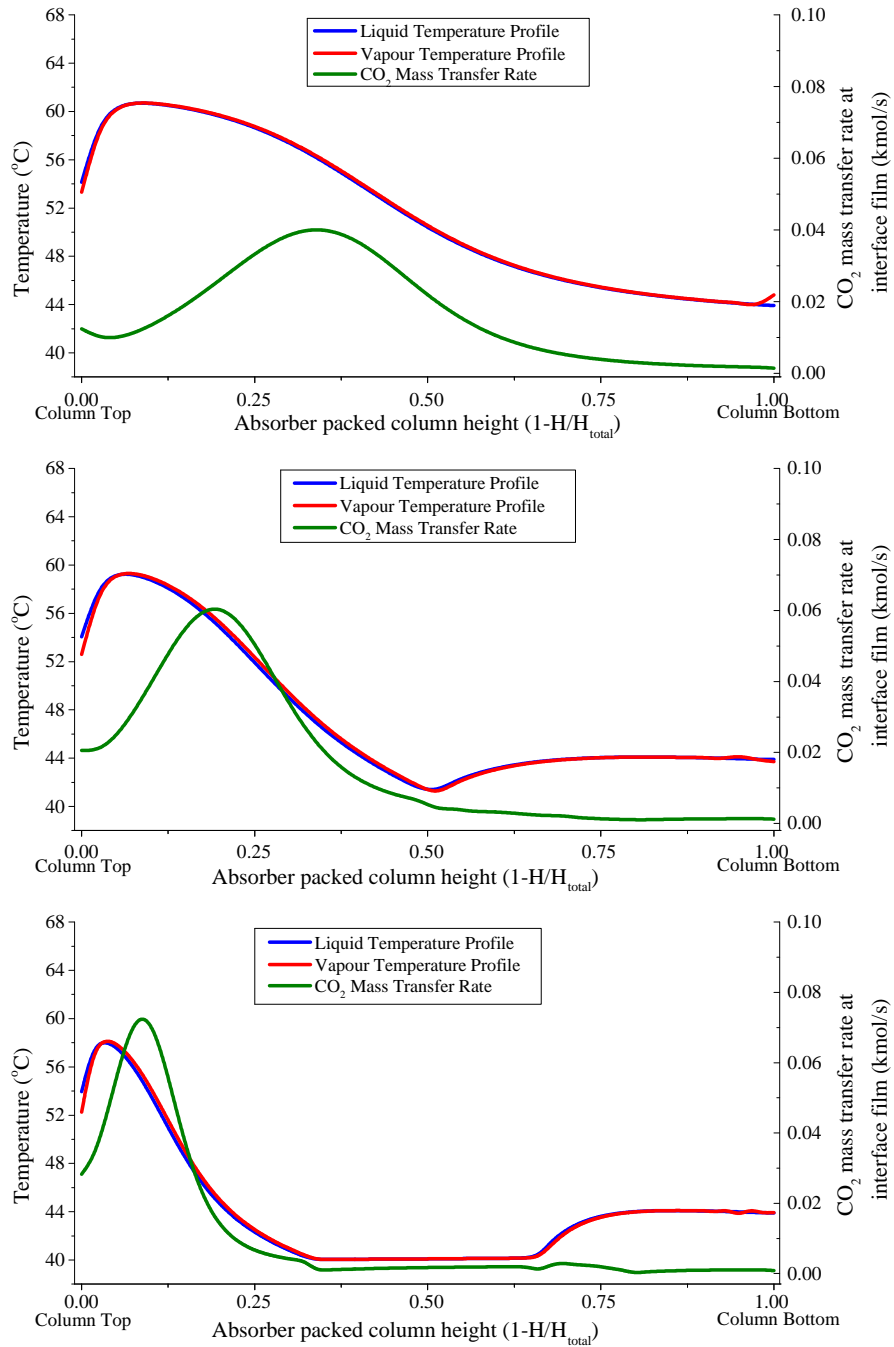 Liquid Temperature Profile
Vapour Temperature Profile
CO2 Mass Transfer Rate
68
64
60
56
52
48
44
40
Temperature (°C)
0.10
0.08
0.06
0.04
0.02
0.00
CO2 mass transfer rate at
interface film (kmol/s)
0.00 0.25 0.50 0.75 1.00
Column Top Absorber packed column height (1-H/Htotal) Column Bottom
Liquid Temperature Profile
Vapour Temperature Profile
CO2 Mass Transfer Rate
68
64
60
56
52
48
44
40
Temperature (°C)
0.10
0.08
0.06
0.04
0.02
0.00
CO2 mass transfer rate at
interface film (kmol/s)
0.00 0.25 0.50 0.75 1.00
Column Top Absorber packed column height (1-H/Htotal) Column Bottom
Liquid Temperature Profile
Vapour Temperature Profile
CO2 Mass Transfer Rate
68
64
60
56
52
48
44
40
Temperature (°C)
0.10
0.08
0.06
0.04
0.02
0.00
CO2 mass transfer rate at
interface film (kmol/s)
0.00 0.25 0.50 0.75 1.00
Column Top Absorber packed column height (1-H/Htotal) Column Bottom